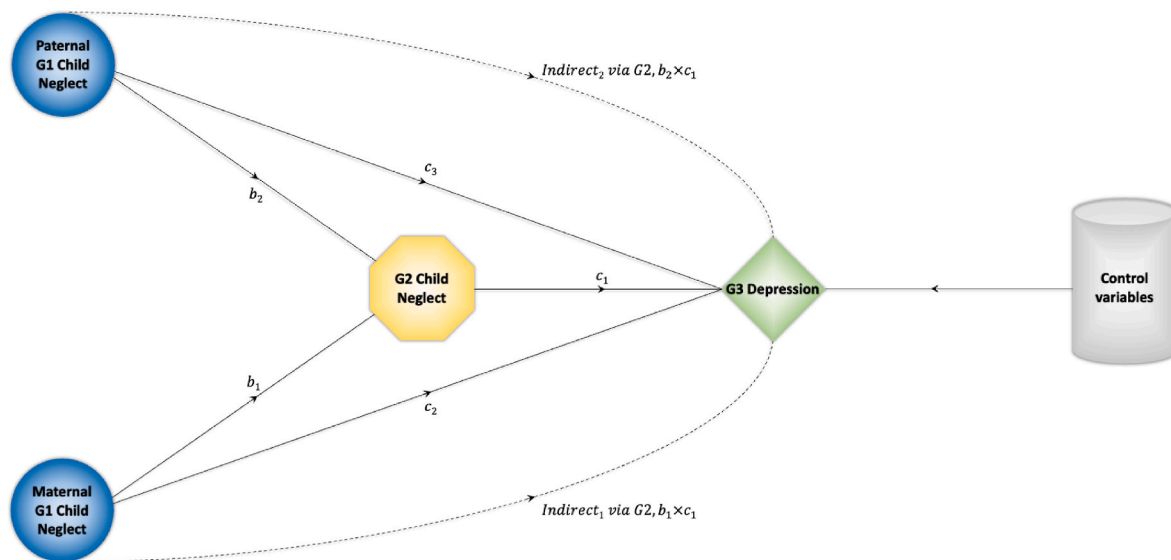 Paternal
G1 Child
Neglect
Indirect₂ via G2, b₂×c₁
c₃
b₂
G2 Child
Neglect
c₁
G3 Depression
Control
variables
b₁
c₂
Maternal
G1 Child
Neglect
Indirect₁ via G2, b₁×c₁